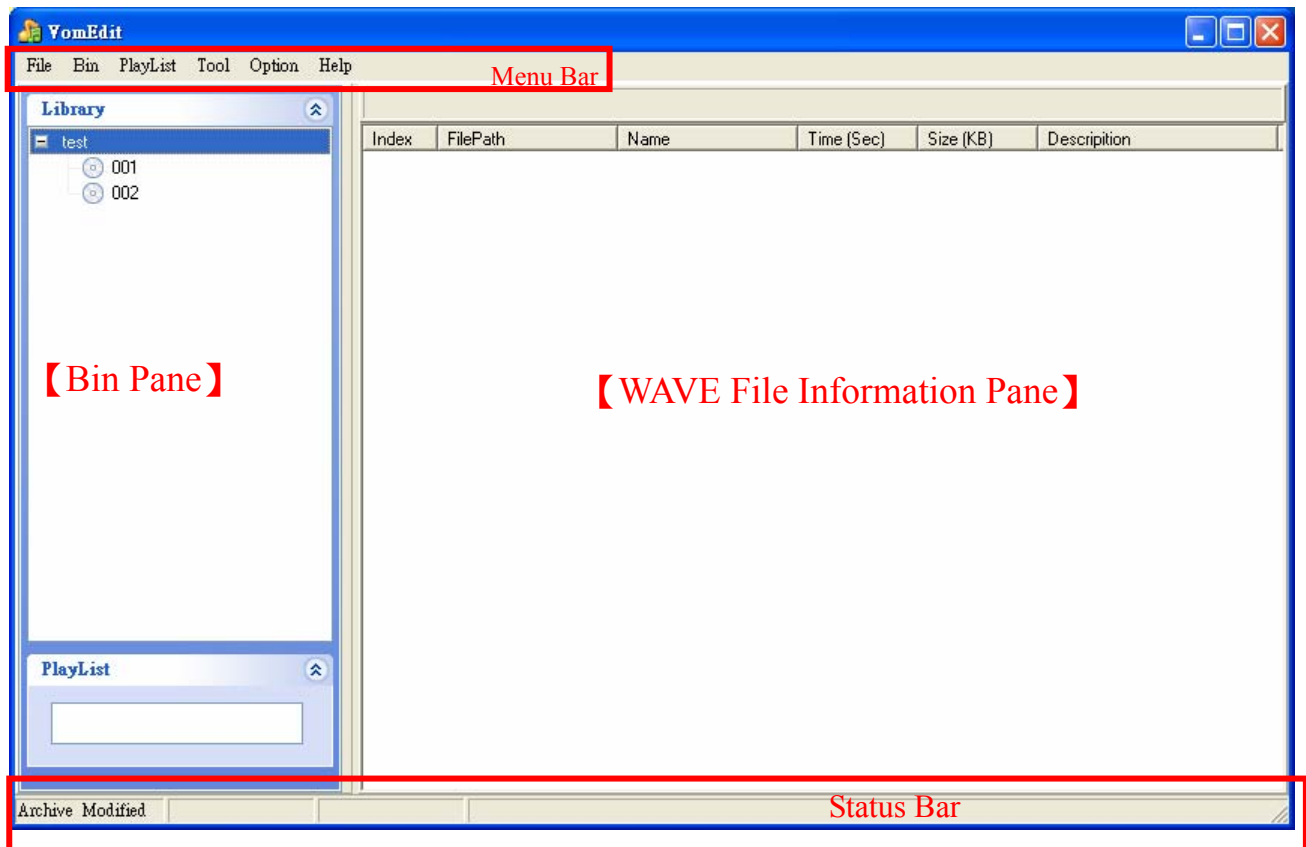 VomEdit
File Bin PlayList Tool Option Help
Menu Bar
Library
test
001
002
Index FilePath Name Time (Sec) Size (KB) Descripition
【Bin Pane】
【WAVE File Information Pane】
PlayList
Archive Modified
Status Bar